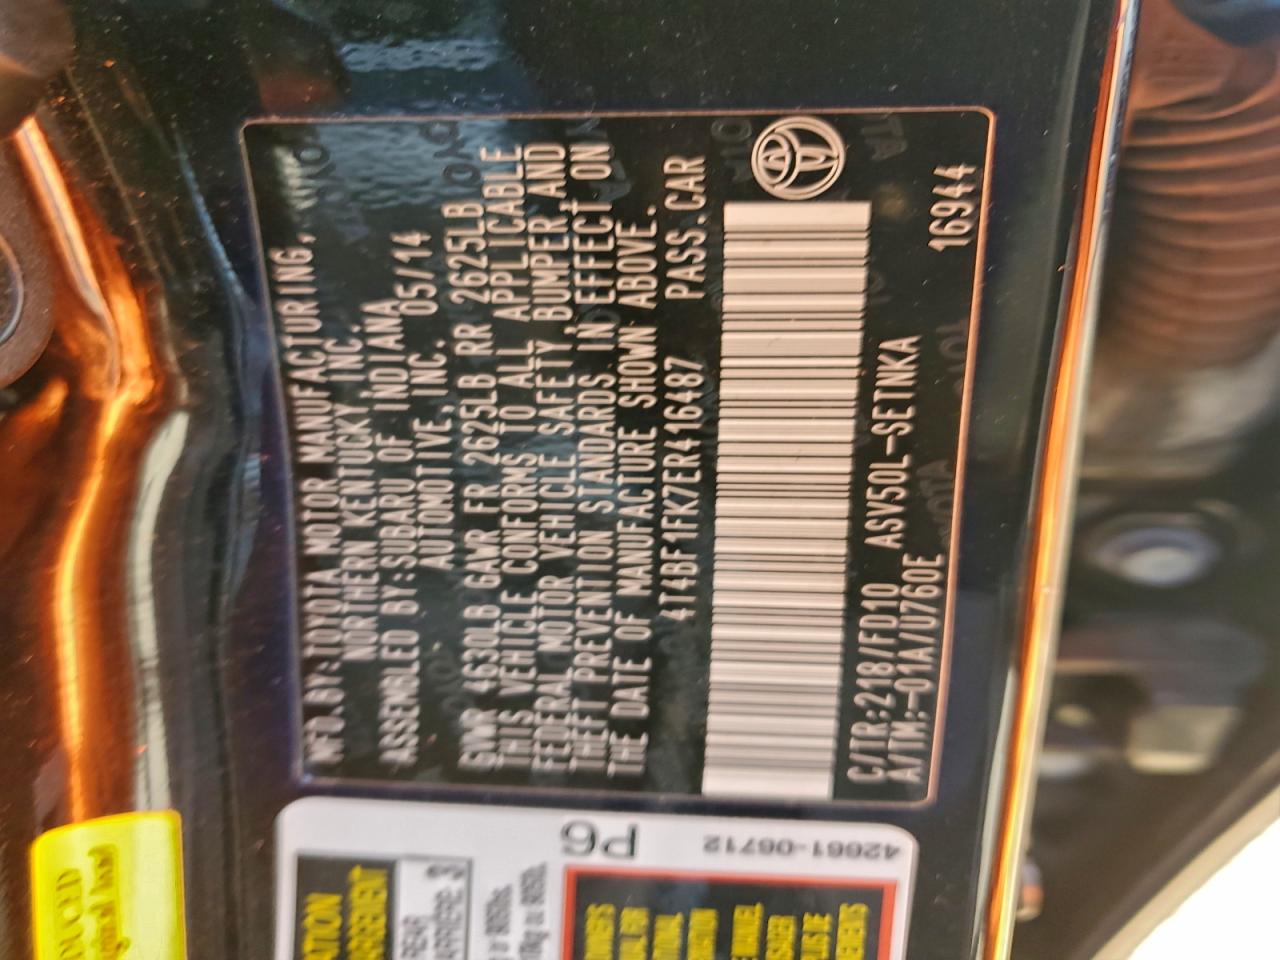 MFD.BY:TOYOTA MOTOR MANUFACTURING,
NORTHERN KENTUCKY INC.
ASSEMBLED BY:SUBARU OF INDIANA
AUTOMOTIVE,INC. 05/14
GVWR 4630LB GAWR FR 2625LB RR 2625LB
THIS VEHICLE CONFORMS TO ALL APPLICABLE
FEDERAL MOTOR VEHICLE SAFETY,BUMPER,AND
THEFT PREVENTION STANDARDS IN EFFECT ON
THE DATE OF MANUFACTURE SHOWN ABOVE.
4T4BF1FK7ER416487 PASS.CAR
C/TR:218/FD10 ASV50L-SETNKA
A/TM:-01A/U760E 16944
P6
42661-06712
REAR
3